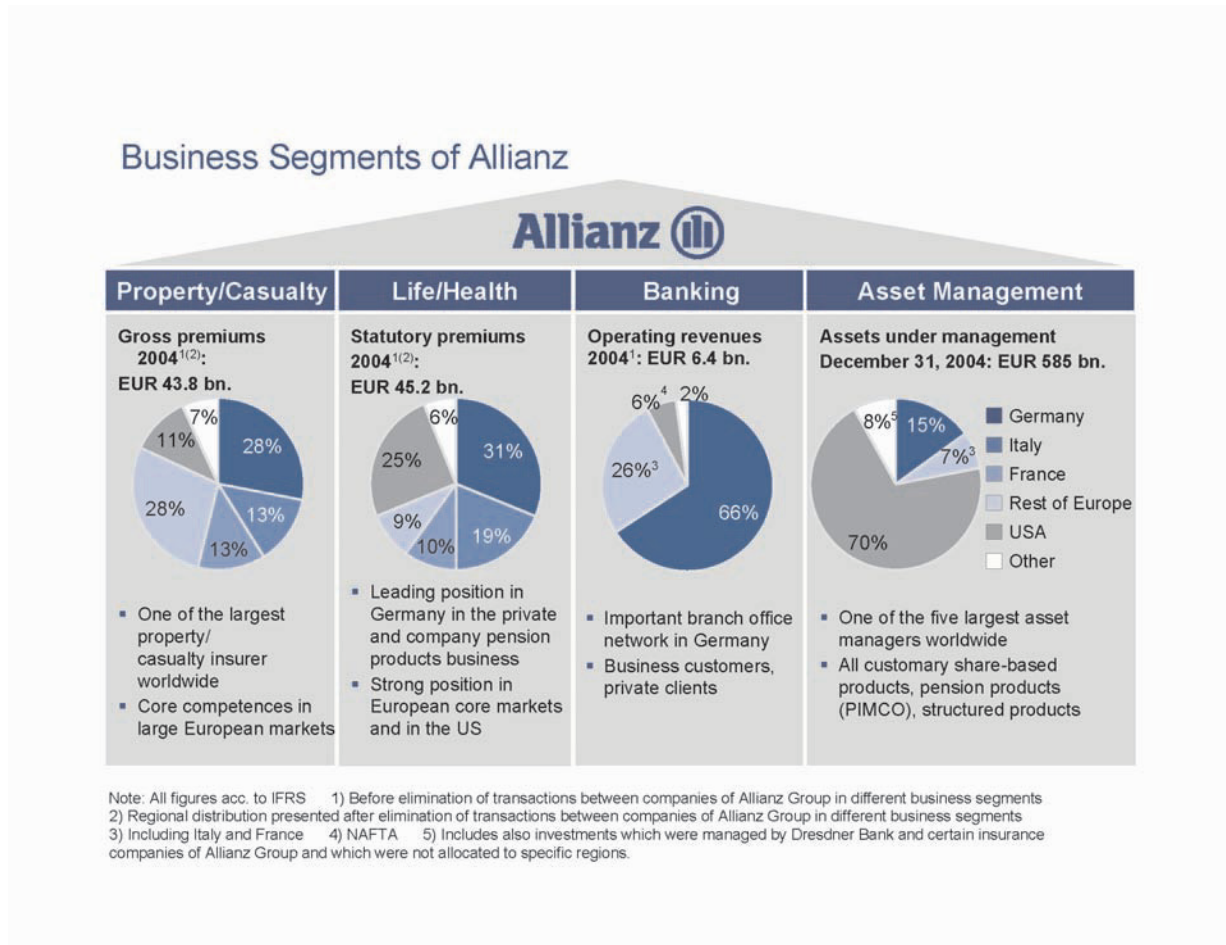 Business Segments of Allianz
Allianz
Property/Casualty
Gross premiums
2004 1(2):
EUR 43.8 bn.
7%
11%
28%
28%
13%
13%
▪ One of the largest
property/
casualty insurer
worldwide
▪ Core competences in
large European markets
Life/Health
Statutory premiums
2004 1(2):
EUR 45.2 bn.
6%
25%
31%
9%
19%
10%
▪ Leading position in
Germany in the private
and company pension
products business
▪ Strong position in
European core markets
and in the US
Banking
Operating revenues
2004 1: EUR 6.4 bn.
6% 4 2%
26% 3
66%
▪ Important branch office
network in Germany
▪ Business customers,
private clients
Asset Management
Assets under management
December 31, 2004: EUR 585 bn.
8% 5 15%
7% 3
70%
Germany
Italy
France
Rest of Europe
USA
Other
▪ One of the five largest asset
managers worldwide
▪ All customary share-based
products, pension products
(PIMCO), structured products
Note: All figures acc. to IFRS 1) Before elimination of transactions between companies of Allianz Group in different business segments
2) Regional distribution presented after elimination of transactions between companies of Allianz Group in different business segments
3) Including Italy and France 4) NAFTA 5) Includes also investments which were managed by Dresdner Bank and certain insurance
companies of Allianz Group and which were not allocated to specific regions.